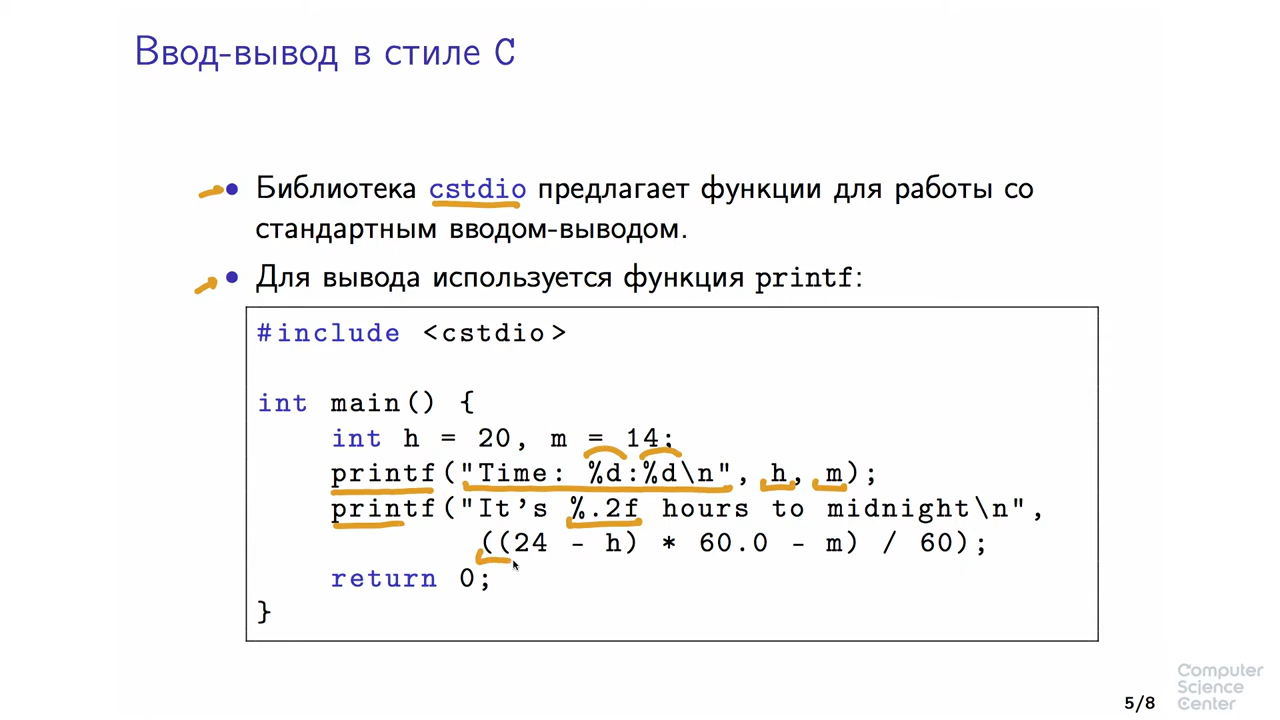 Ввод-вывод в стиле C
• Библиотека cstdio предлагает функции для работы со
стандартным вводом-выводом.
• Для вывода используется функция printf:
#include <cstdio>
int main() {
int h = 20, m = 14;
printf("Time: %d:%d\n", h, m);
printf("It's %.2f hours to midnight\n",
((24 - h) * 60.0 - m) / 60);
return 0;
}
Computer
Science
Center
5/8